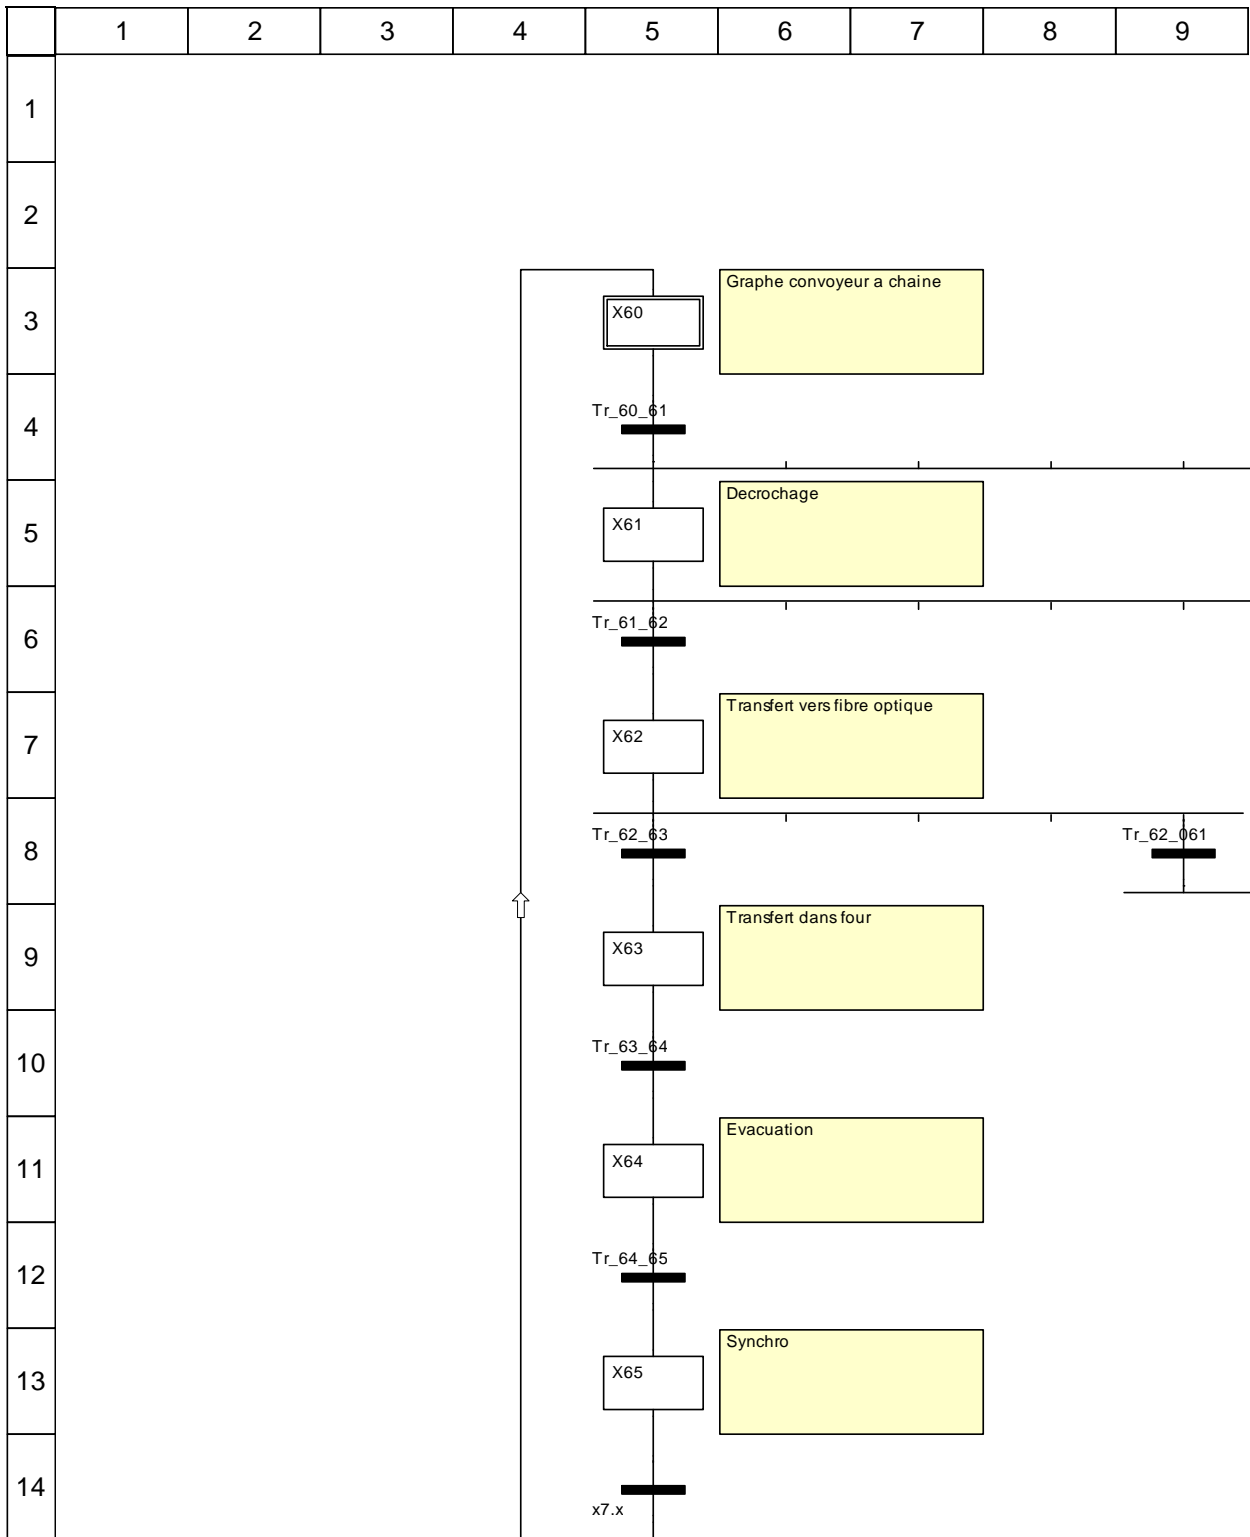 1 2 3 4 5 6 7 8 9
1
2
Graphe convoyeur a chaine
3
X60
Tr_60_61
4
Decrochage
5
X61
Tr_61_62
6
Transfert vers fibre optique
7
X62
Tr_62_63 Tr_62_061
8
Transfert dans four
9
X63
Tr_63_64
10
Evacuation
11
X64
Tr_64_65
12
Synchro
13
X65
14
x7.x